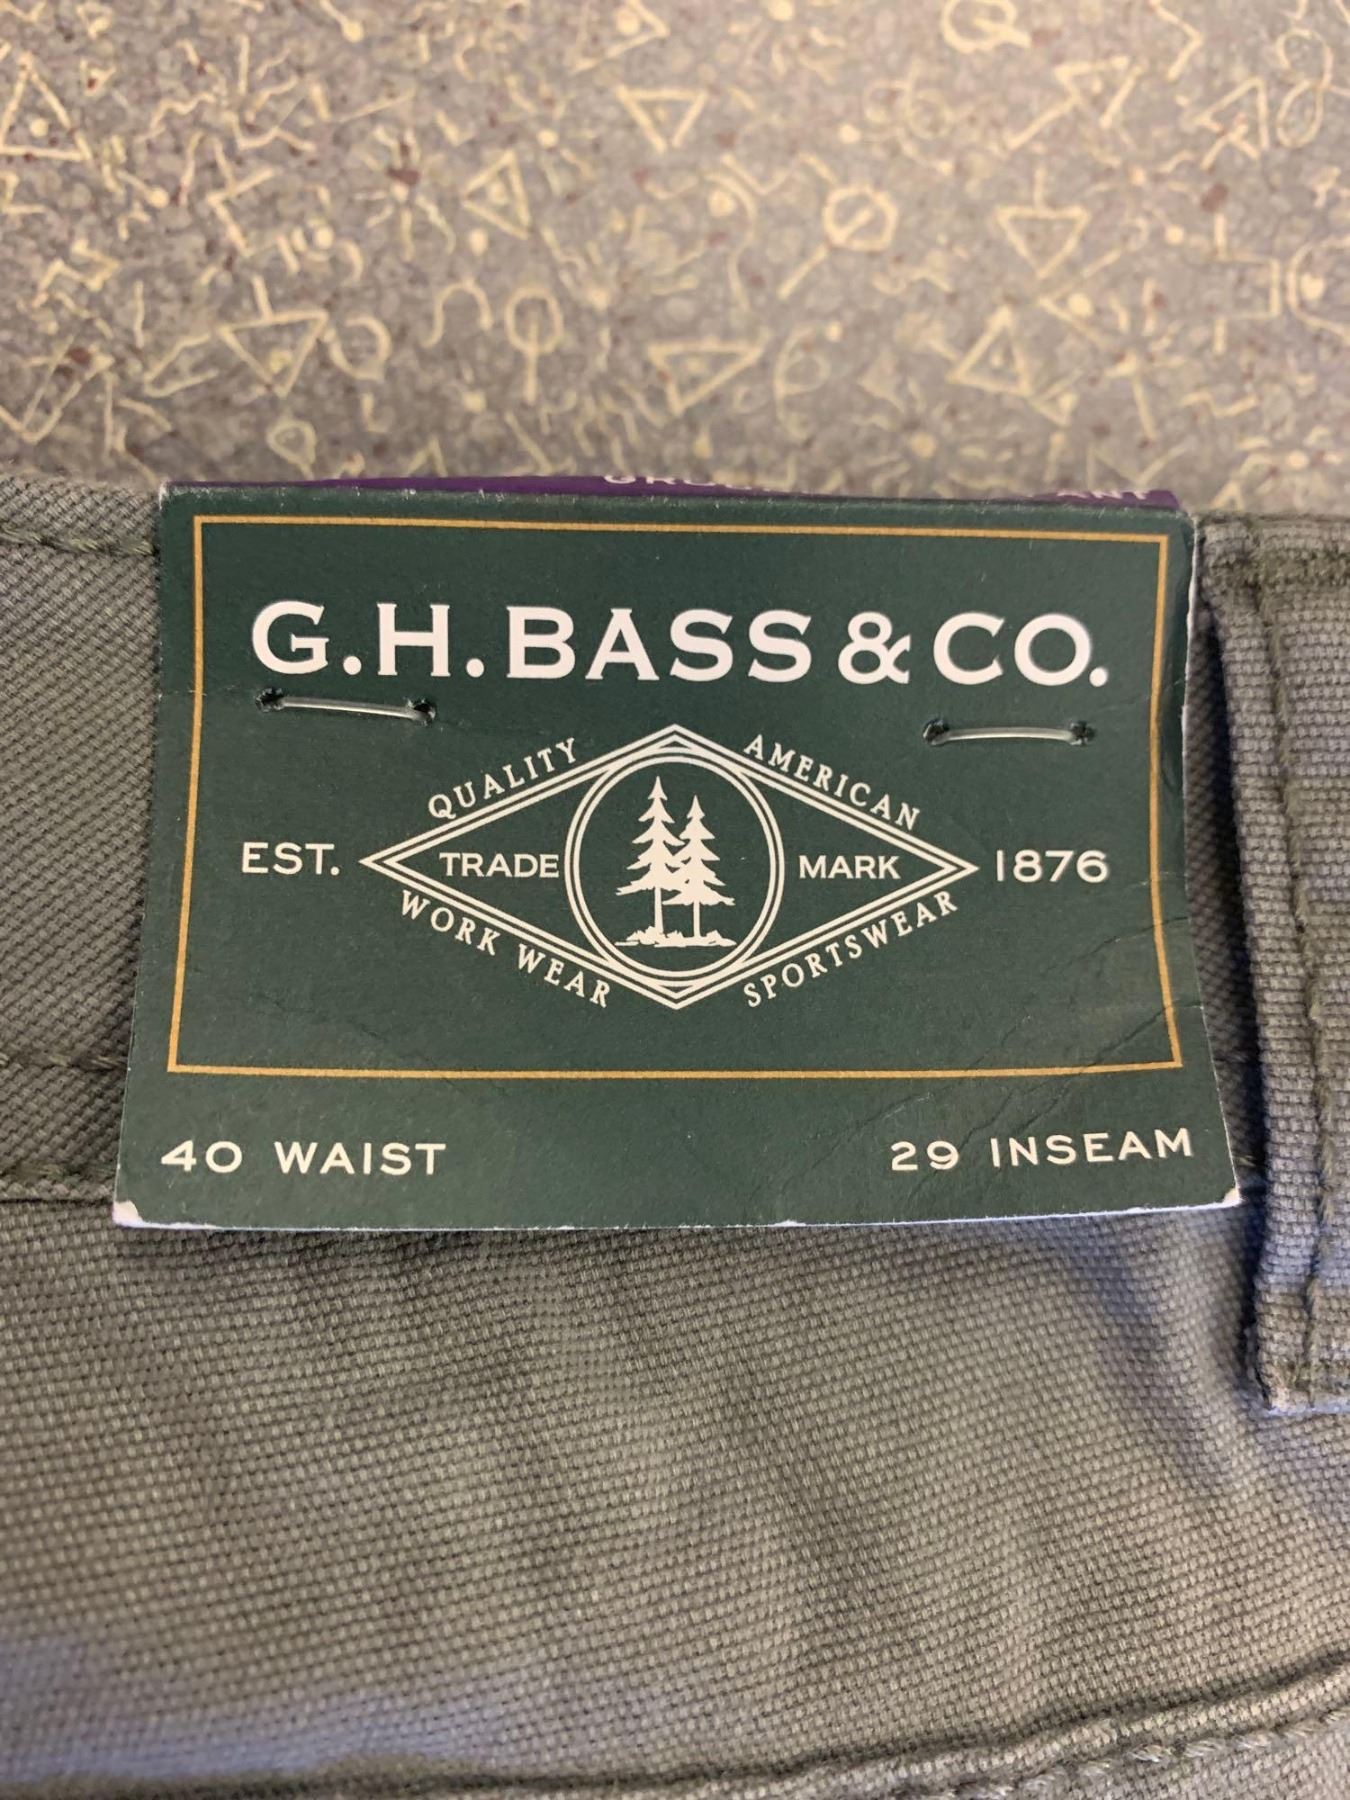 G.H. BASS & CO.
QUALITY AMERICAN
EST. TRADE MARK 1876
WORK WEAR SPORTSWEAR
40 WAIST 29 INSEAM